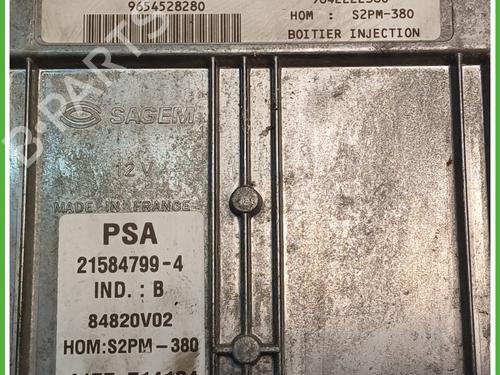 9654528280
HOM : S2PM-380
BOITIER INJECTION
SAGEM
12 V
MADE IN FRANCE
PSA
21584799-4
IND. : B
84820V02
HOM:S2PM-380
B-PARTS